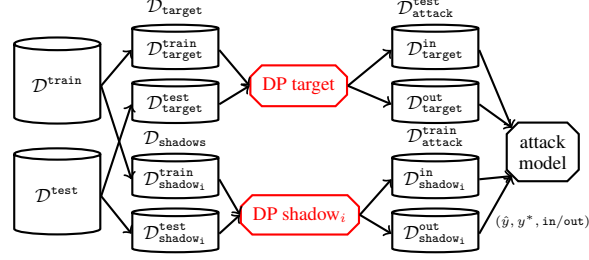 D_target
D^test_attack
D^train
D^train_target
D^test_target
DP target
D^in_target
D^out_target
D_shadows
D^train_attack
attack
model
D^test
D^train_shadow_i
D^test_shadow_i
DP shadow_i
D^in_shadow_i
D^out_shadow_i
(ŷ, y*, in/out)